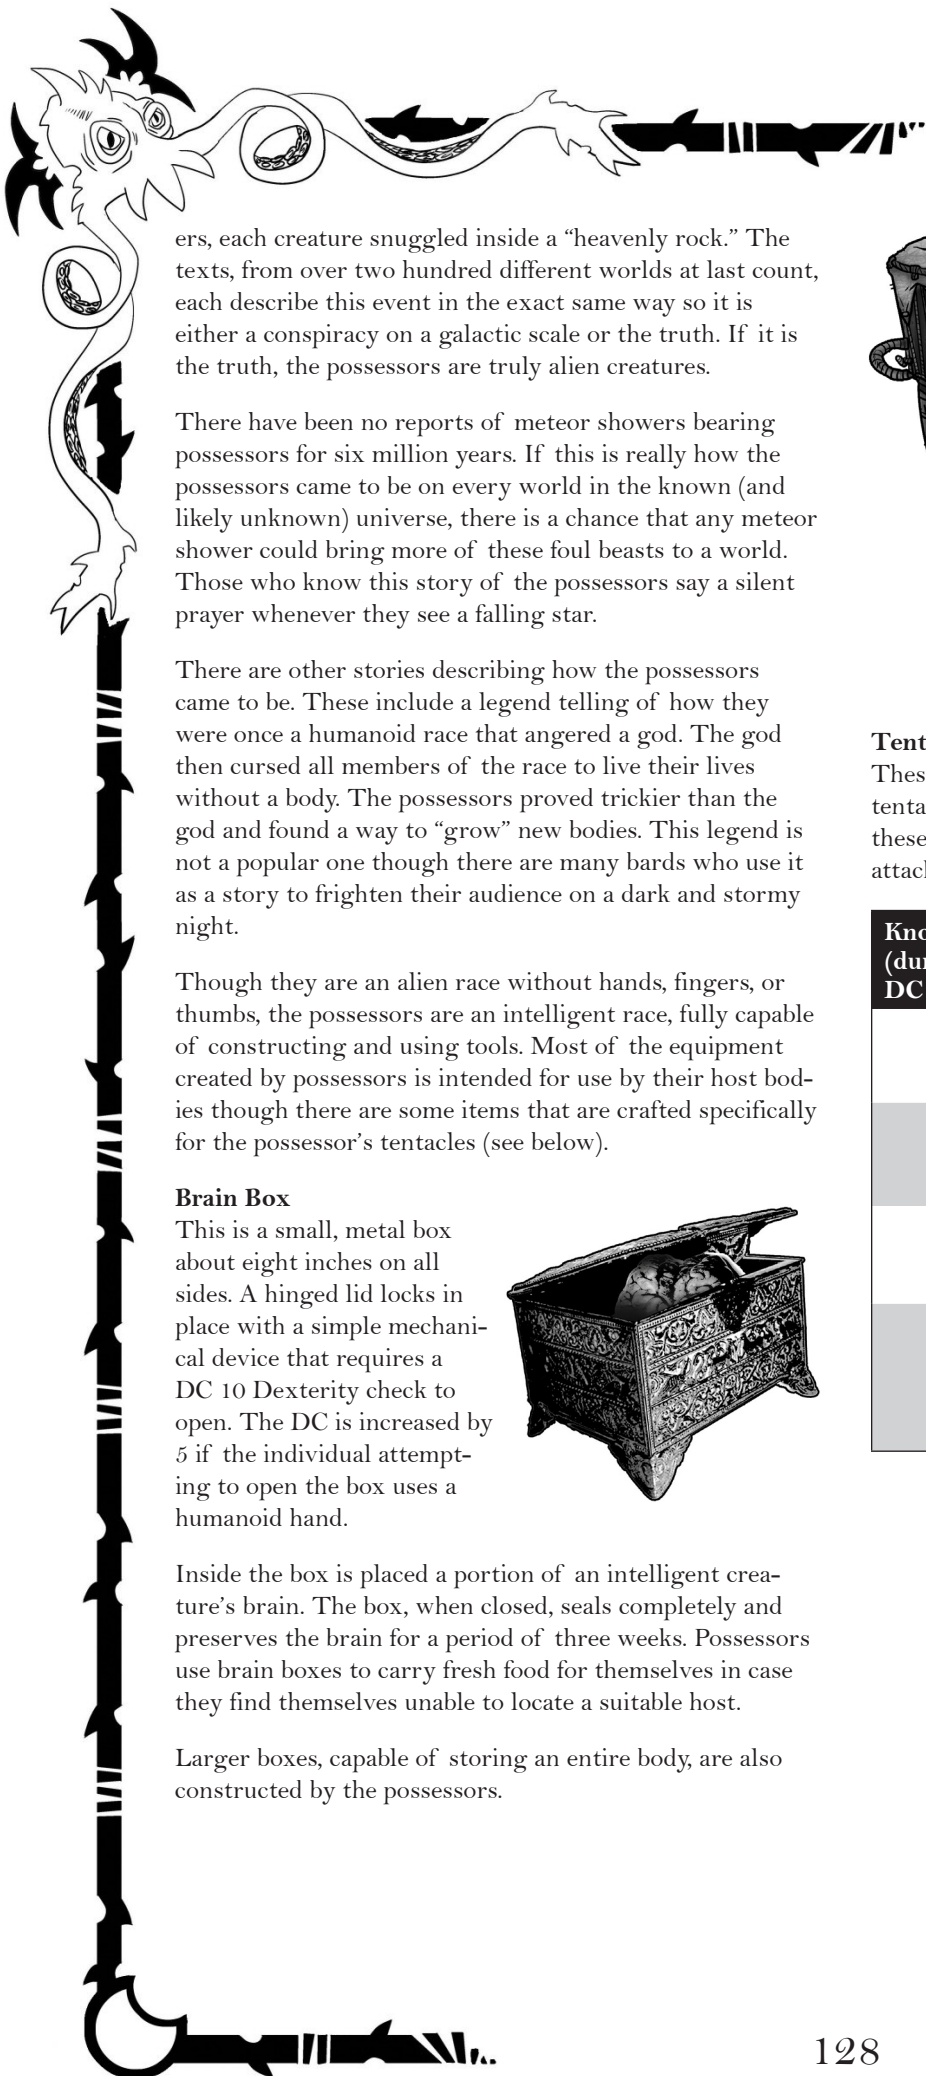 ers, each creature snuggled inside a “heavenly rock.” The
texts, from over two hundred different worlds at last count,
each describe this event in the exact same way so it is
either a conspiracy on a galactic scale or the truth. If it is
the truth, the possessors are truly alien creatures.
There have been no reports of meteor showers bearing
possessors for six million years. If this is really how the
possessors came to be on every world in the known (and
likely unknown) universe, there is a chance that any meteor
shower could bring more of these foul beasts to a world.
Those who know this story of the possessors say a silent
prayer whenever they see a falling star.
There are other stories describing how the possessors
came to be. These include a legend telling of how they
were once a humanoid race that angered a god. The god
then cursed all members of the race to live their lives
without a body. The possessors proved trickier than the
god and found a way to “grow” new bodies. This legend is
not a popular one though there are many bards who use it
as a story to frighten their audience on a dark and stormy
night.
Though they are an alien race without hands, fingers, or
thumbs, the possessors are an intelligent race, fully capable
of constructing and using tools. Most of the equipment
created by possessors is intended for use by their host bod-
ies though there are some items that are crafted specifically
for the possessor’s tentacles (see below).
Brain Box
This is a small, metal box
about eight inches on all
sides. A hinged lid locks in
place with a simple mechani-
cal device that requires a
DC 10 Dexterity check to
open. The DC is increased by
5 if the individual attempt-
ing to open the box uses a
humanoid hand.
Inside the box is placed a portion of an intelligent crea-
ture’s brain. The box, when closed, seals completely and
preserves the brain for a period of three weeks. Possessors
use brain boxes to carry fresh food for themselves in case
they find themselves unable to locate a suitable host.
Larger boxes, capable of storing an entire body, are also
constructed by the possessors.
Tent
Thes
tenta
these
attacl
Kno
(dun
DC
128